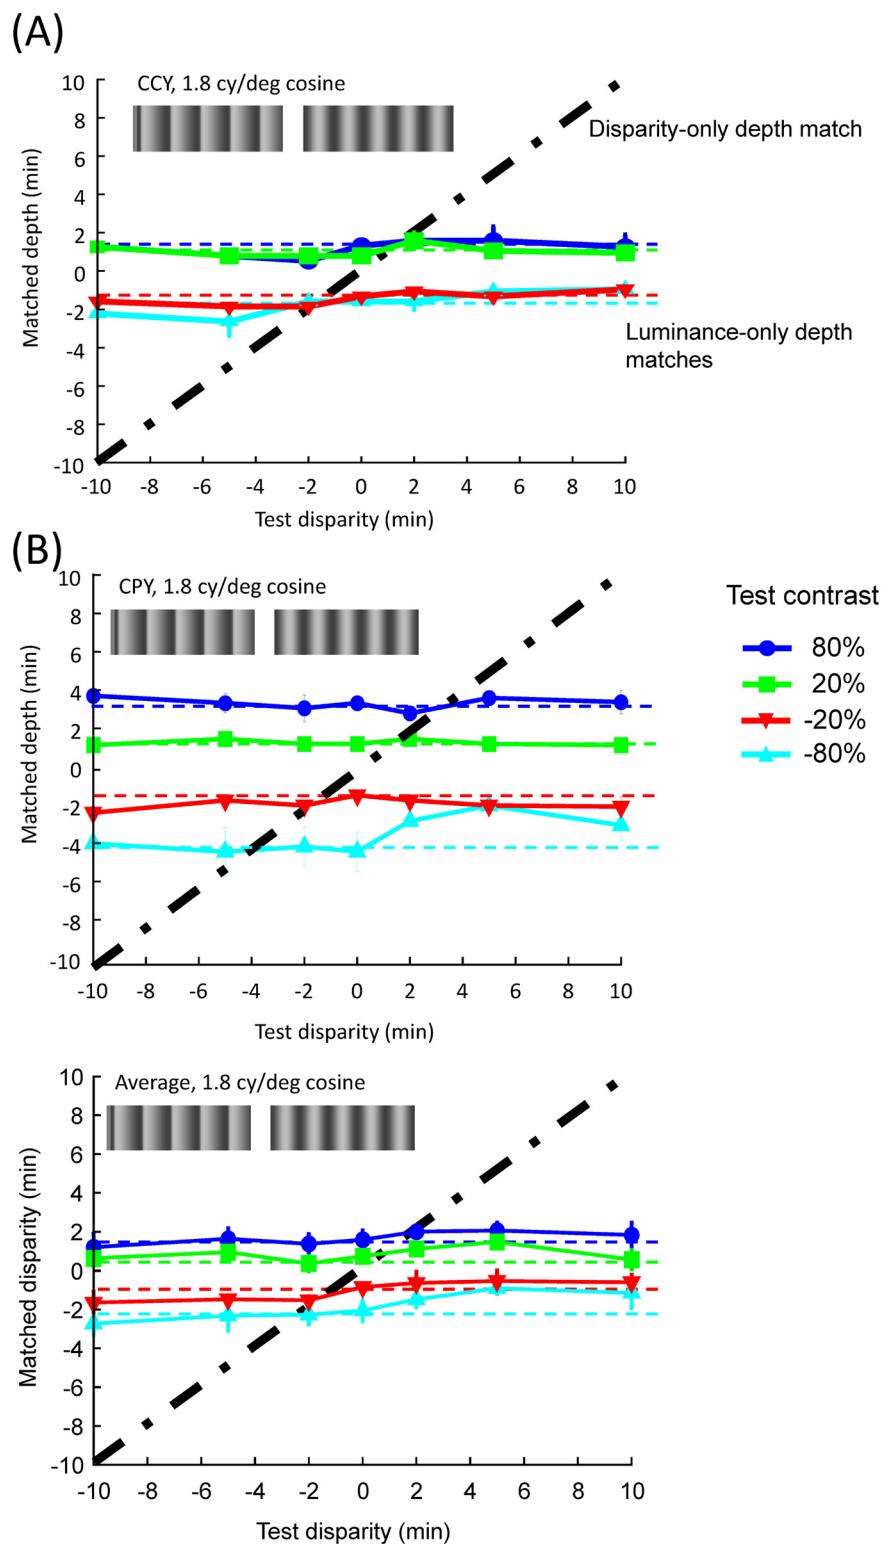 (A)
CCY, 1.8 cy/deg cosine
10
8
6
4
2
0
-2
-4
-6
-8
-10
Matched depth (min)
Disparity-only depth match
Luminance-only depth
matches
-10 -8 -6 -4 -2 0 2 4 6 8 10
Test disparity (min)
(B)
CPY, 1.8 cy/deg cosine
10
8
6
4
2
0
-2
-4
-6
-8
-10
Matched depth (min)
-10 -8 -6 -4 -2 0 2 4 6 8 10
Test disparity (min)
Test contrast
80%
20%
-20%
-80%
Average, 1.8 cy/deg cosine
10
8
6
4
2
0
-2
-4
-6
-8
-10
Matched disparity (min)
-10 -8 -6 -4 -2 0 2 4 6 8 10
Test disparity (min)